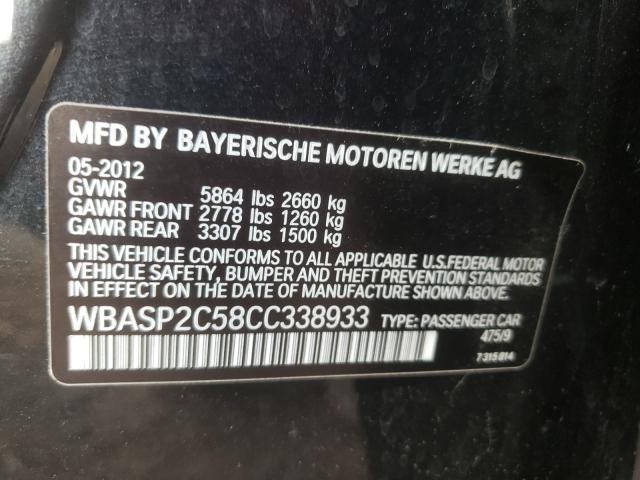 MFD BY BAYERISCHE MOTOREN WERKE AG
05-2012
GVWR 5864 lbs 2660 kg
GAWR FRONT 2778 lbs 1260 kg
GAWR REAR 3307 lbs 1500 kg
THIS VEHICLE CONFORMS TO ALL APPLICABLE U.S.FEDERAL MOTOR
VEHICLE SAFETY, BUMPER AND THEFT PREVENTION STANDARDS
IN EFFECT ON THE DATE OF MANUFACTURE SHOWN ABOVE.
WBASP2C58CC338933 TYPE: PASSENGER CAR
475/9
7 315 814